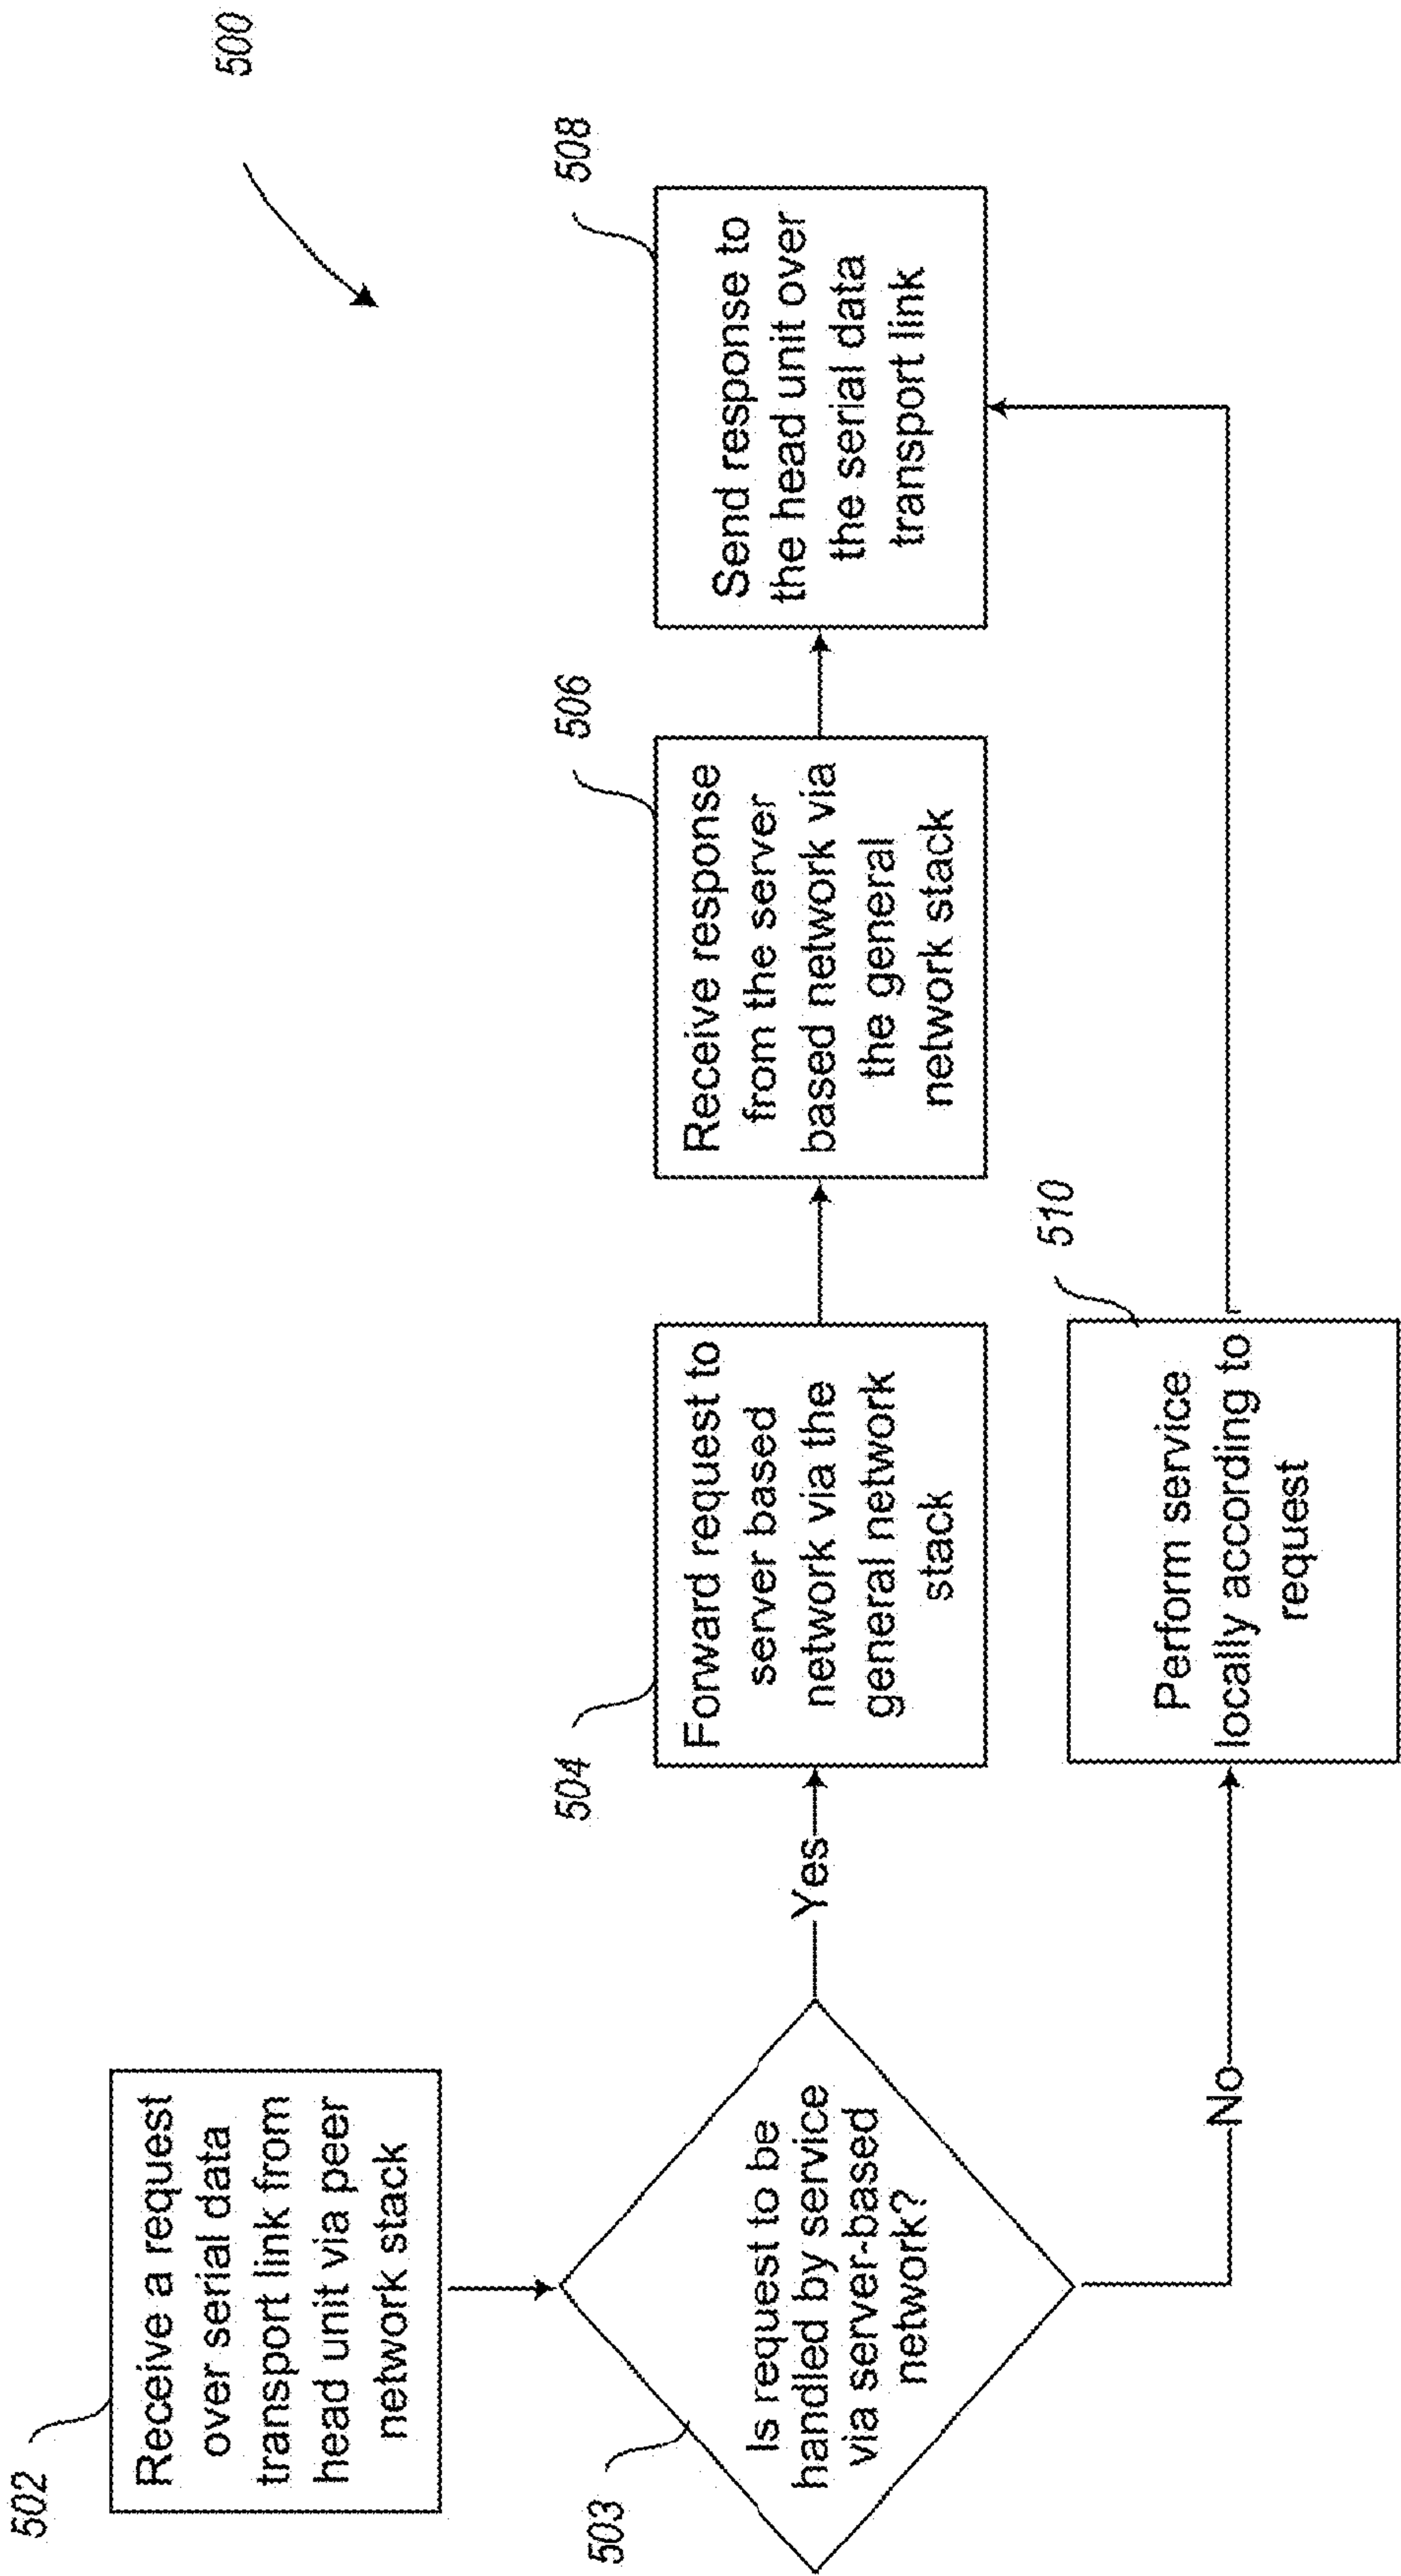 500
502
Receive a request
over serial data
transport link from
head unit via peer
network stack
503
Is request to be
handled by service
via server-based
network?
Yes
504
Forward request to
server based
network via the
general network
stack
506
Receive response
from the server
based network via
the general
network stack
508
Send response to
the head unit over
the serial data
transport link
No
510
Perform service
locally according to
request